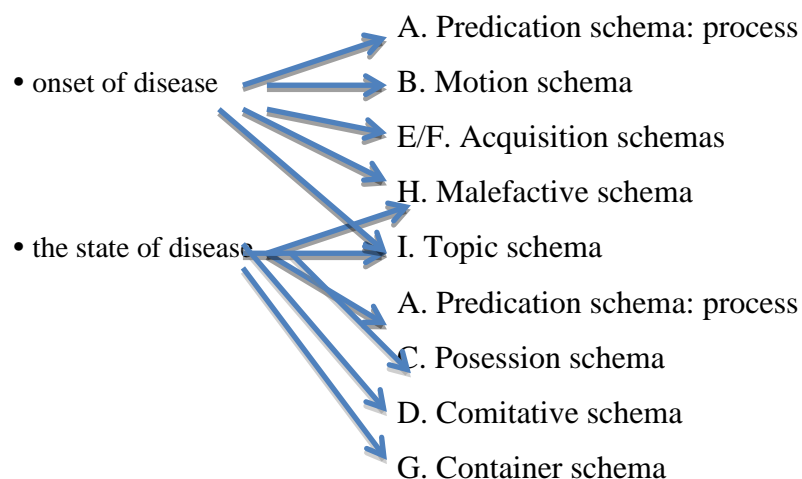 A. Predication schema: process
• onset of disease
B. Motion schema
E/F. Acquisition schemas
H. Malefactive schema
• the state of disease
I. Topic schema
A. Predication schema: process
C. Posession schema
D. Comitative schema
G. Container schema